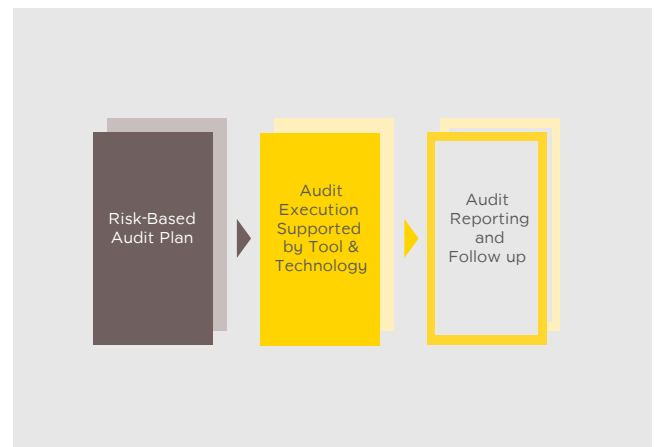 Risk-Based
Audit Plan
Audit
Execution
Supported
by Tool &
Technology
Audit
Reporting
and
Follow up